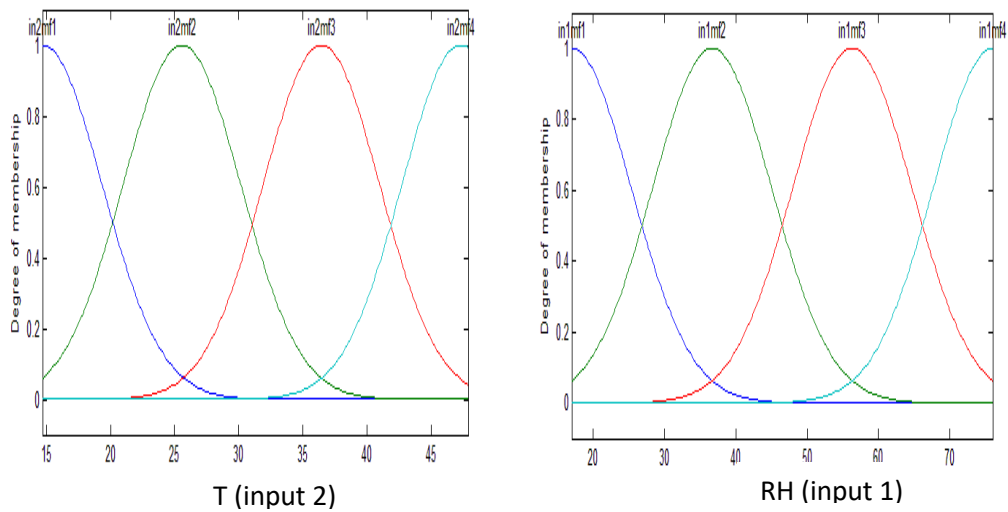 in2mf1 in2mf2 in2mf3 in2mf4
1
0.8
0.6
0.4
0.2
0
Degree of membership
15 20 25 30 35 40 45
T (input 2)
in1mf1 in1mf2 in1mf3 in1mf4
1
0.8
0.6
0.4
0.2
0
Degree of membership
20 30 40 50 60 70
RH (input 1)